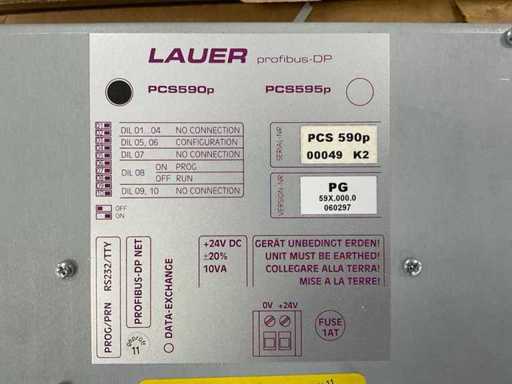 LAUER profibus-DP
PCS590p PCS595p
DIL 01...04 NO CONNECTION
DIL 05, 06 CONFIGURATION
DIL 07 NO CONNECTION
DIL 08 ON PROG
OFF RUN
DIL 09, 10 NO CONNECTION
OFF
ON
SERIAL-NR
PCS 590p
00049 K2
VERSION-NR
PG
59X.000.0
060297
PROG/PRN RS232/TTY
PROFIBUS-DP NET
DATA-EXCHANGE
+24V DC
±20%
10VA
GERÄT UNBEDINGT ERDEN!
UNIT MUST BE EARTHED!
COLLEGARE ALLA TERRA!
MISE A LA TERRE!
0V +24V
FUSE
1AT
11